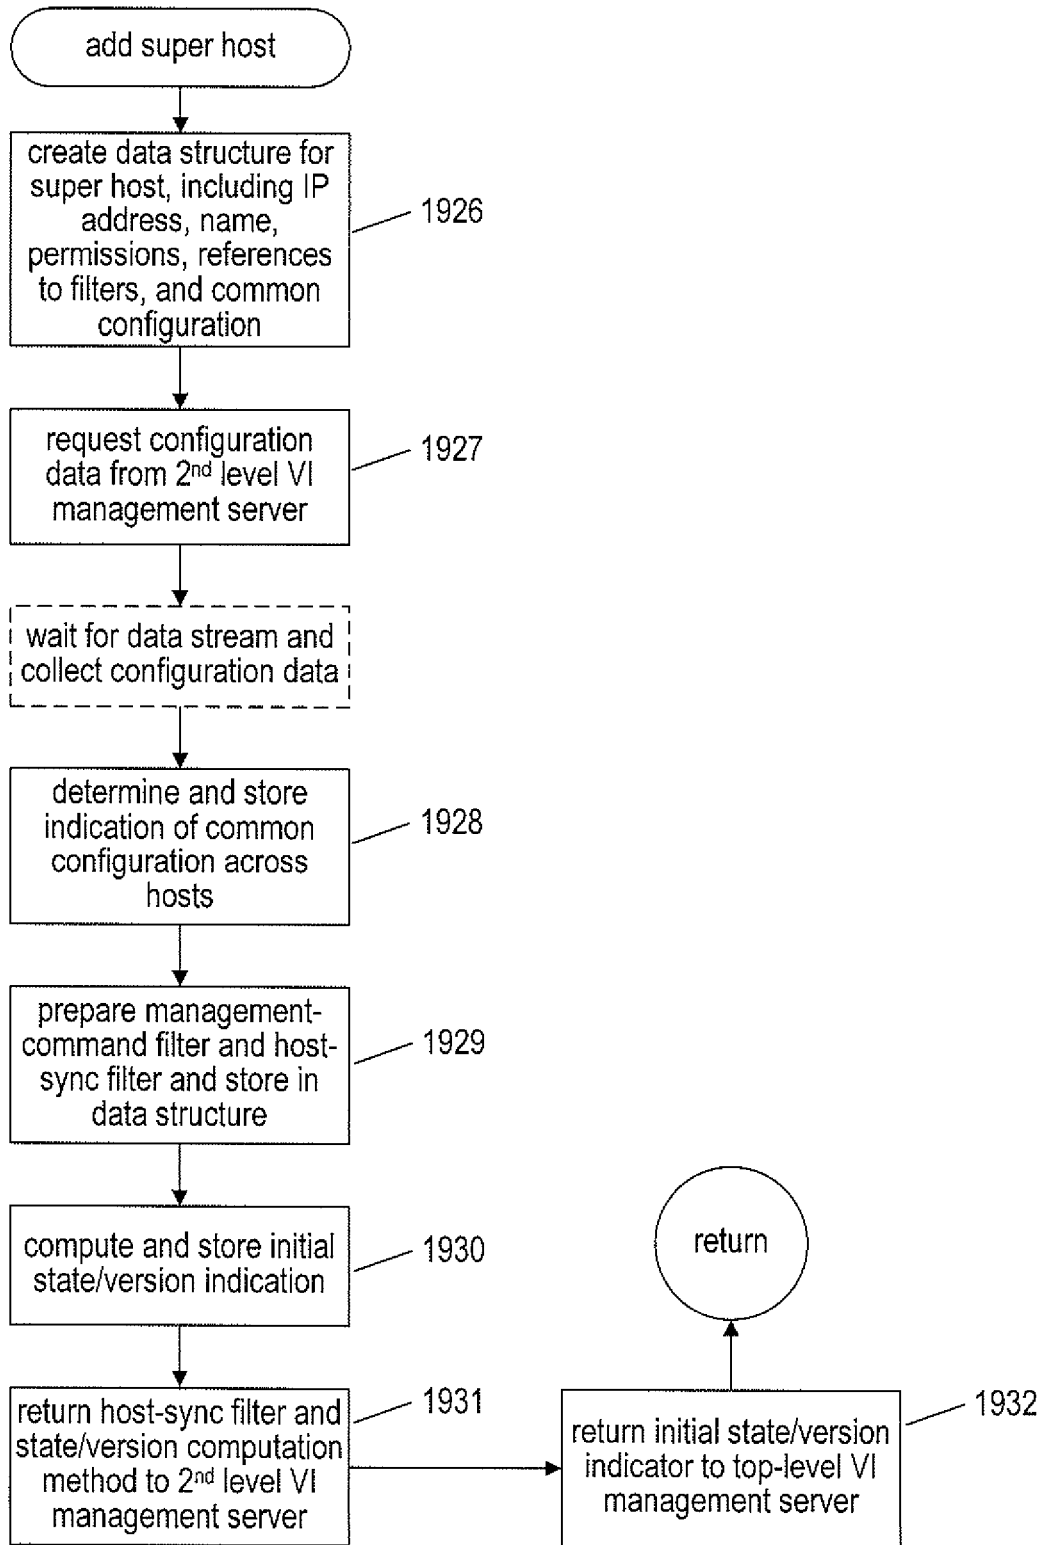 add super host
create data structure for
super host, including IP
address, name,
permissions, references
to filters, and common
configuration
1926
request configuration
data from 2nd level VI
management server
1927
wait for data stream and
collect configuration data
determine and store
indication of common
configuration across
hosts
1928
prepare management-
command filter and host-
sync filter and store in
data structure
1929
compute and store initial
state/version indication
1930
return host-sync filter and
state/version computation
method to 2nd level VI
management server
1931
return initial state/version
indicator to top-level VI
management server
1932
return